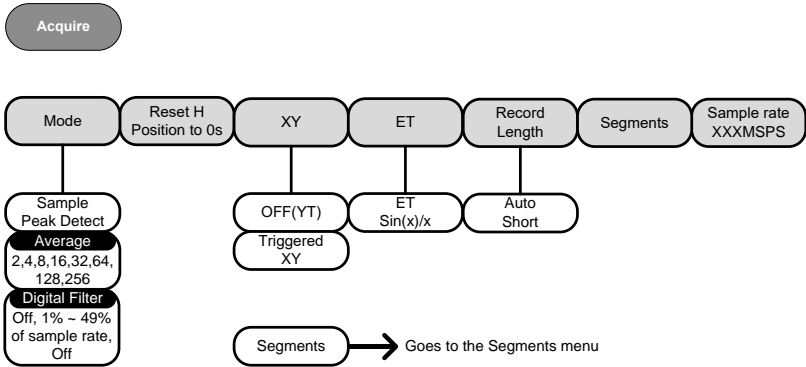 Acquire
Mode
Reset H
Position to 0s
XY
ET
Record
Length
Segments
Sample rate
XXXMSPS
Sample
Peak Detect
Average
2,4,8,16,32,64,
128,256
Digital Filter
Off, 1% ~ 49%
of sample rate,
Off
OFF(YT)
Triggered
XY
ET
Sin(x)/x
Auto
Short
Segments
Goes to the Segments menu